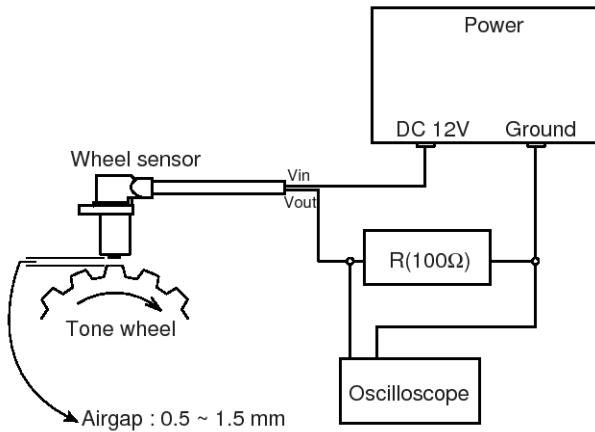 Power
DC 12V Ground
Wheel sensor
Vin
Vout
R(100Ω)
Tone wheel
Oscilloscope
Airgap : 0.5 ~ 1.5 mm